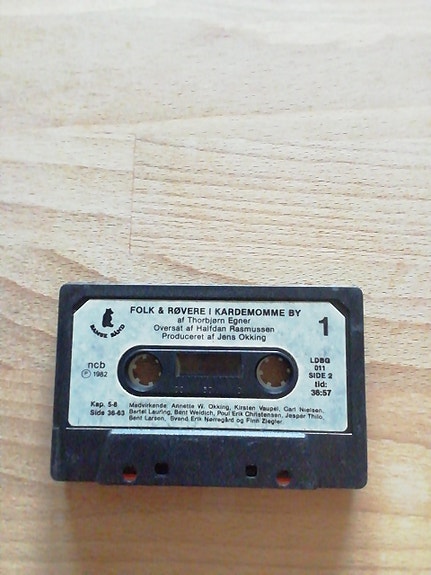 FOLK & RØVERE I KARDEMOMME BY
af Thorbjørn Egner
Oversat af Halfdan Rasmussen
Produceret af Jens Okking
1
BAMSE BÅND
ncb
Ⓟ 1982
LDBG
011
SIDE 2
tid:
36:57
Kap. 5-8
Side 36-63
Medvirkende: Annette W. Okking, Kirsten Vaupel, Carl Nielsen,
Bertel Lauring, Bent Weidich, Poul Erik Christensen, Jesper Thilo,
Bent Larsen, Svend Erik Nørregård og Finn Ziegler